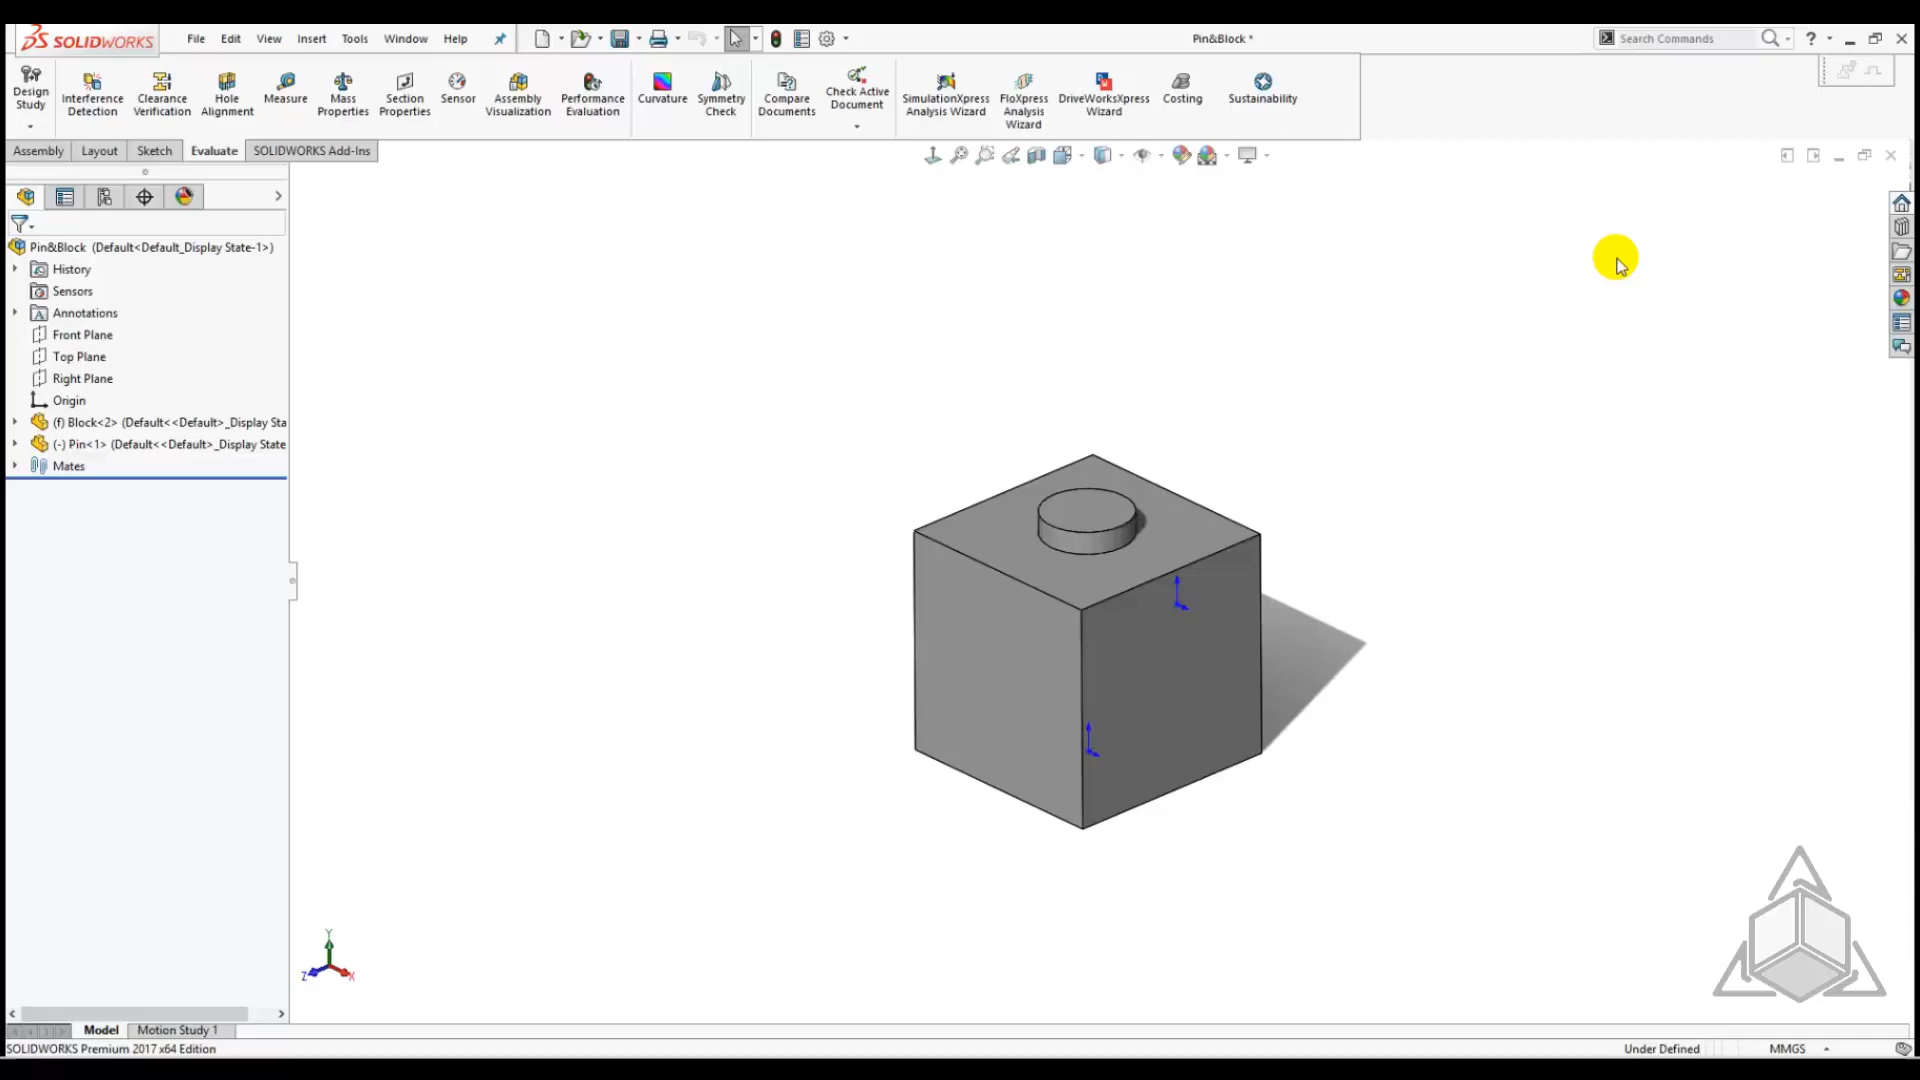 SOLIDWORKS
File Edit View Insert Tools Window Help
Pin&Block *
Search Commands
?
Design Study
Interference Detection
Clearance Verification
Hole Alignment
Measure
Mass Properties
Section Properties
Sensor
Assembly Visualization
Performance Evaluation
Curvature
Symmetry Check
Compare Documents
Check Active Document
SimulationXpress Analysis Wizard
FloXpress Analysis Wizard
DriveWorksXpress Wizard
Costing
Sustainability
Assembly Layout Sketch Evaluate SOLIDWORKS Add-Ins
Pin&Block (Default<Default_Display State-1>)
History
Sensors
Annotations
Front Plane
Top Plane
Right Plane
Origin
(f) Block<2> (Default<<Default>_Display Sta
(-) Pin<1> (Default<<Default>_Display State
Mates
Y
Z X
Model Motion Study 1
SOLIDWORKS Premium 2017 x64 Edition
Under Defined MMGS